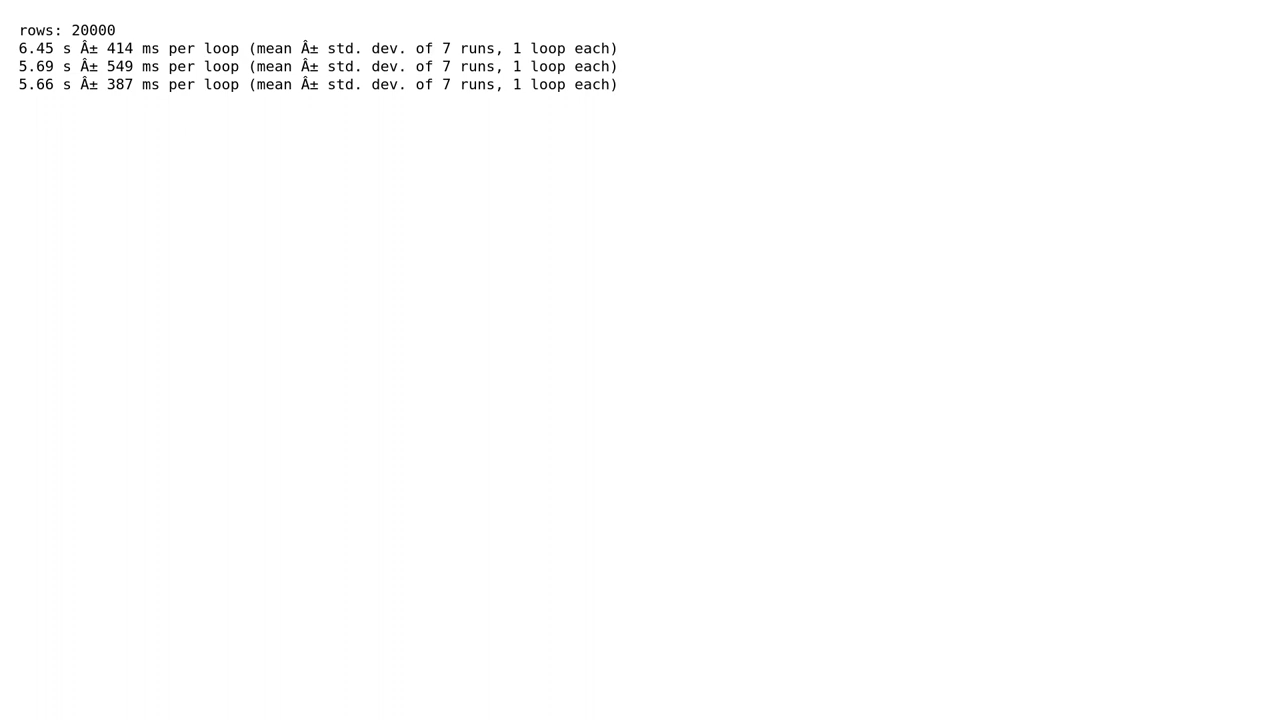 rows: 20000
6.45 s Â± 414 ms per loop (mean Â± std. dev. of 7 runs, 1 loop each)
5.69 s Â± 549 ms per loop (mean Â± std. dev. of 7 runs, 1 loop each)
5.66 s Â± 387 ms per loop (mean Â± std. dev. of 7 runs, 1 loop each)